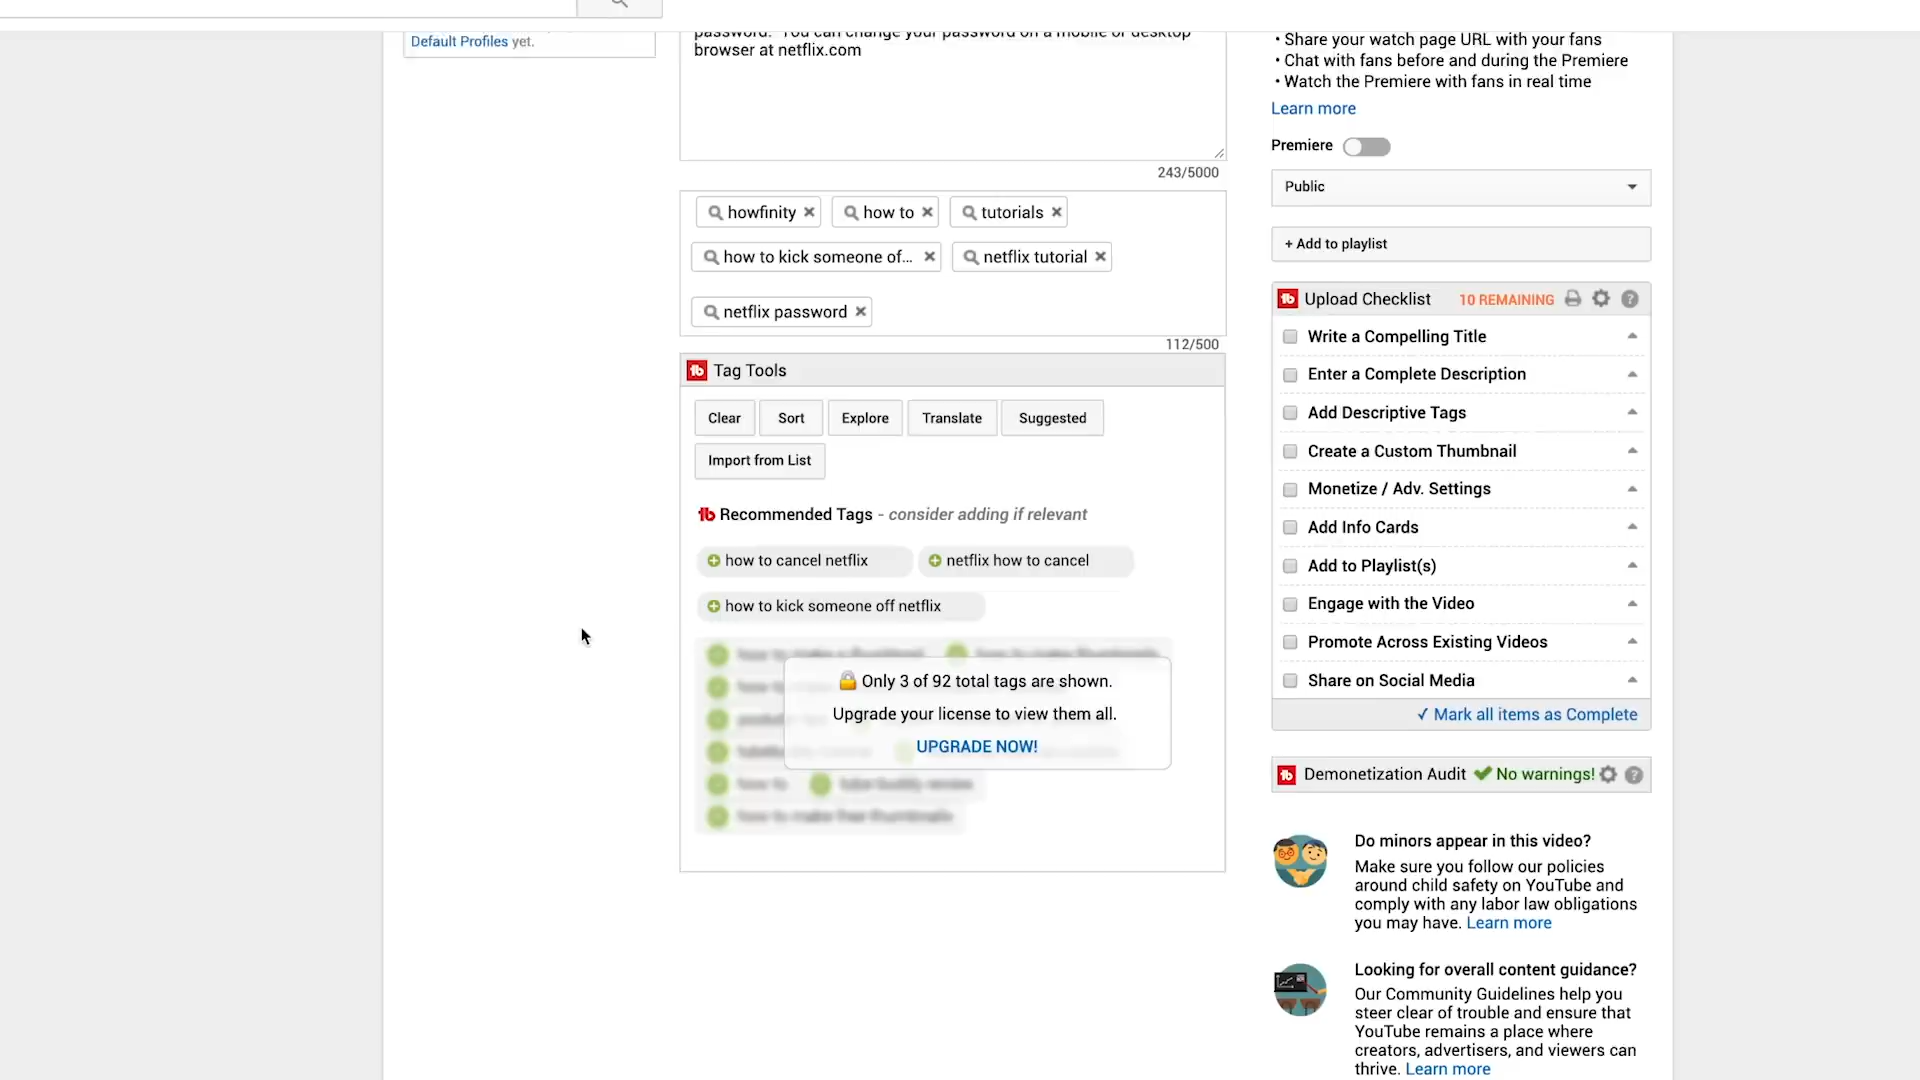 Default Profiles yet.
password. You can change your password on a mobile or desktop
browser at netflix.com
243/5000
howfinity
how to
tutorials
how to kick someone of...
netflix tutorial
netflix password
112/500
Tag Tools
Clear
Sort
Explore
Translate
Suggested
Import from List
Recommended Tags - consider adding if relevant
how to cancel netflix
netflix how to cancel
how to kick someone off netflix
Only 3 of 92 total tags are shown.
Upgrade your license to view them all.
UPGRADE NOW!
• Share your watch page URL with your fans
• Chat with fans before and during the Premiere
• Watch the Premiere with fans in real time
Learn more
Premiere
Public
+ Add to playlist
Upload Checklist 10 REMAINING
Write a Compelling Title
Enter a Complete Description
Add Descriptive Tags
Create a Custom Thumbnail
Monetize / Adv. Settings
Add Info Cards
Add to Playlist(s)
Engage with the Video
Promote Across Existing Videos
Share on Social Media
✓ Mark all items as Complete
Demonetization Audit No warnings!
Do minors appear in this video?
Make sure you follow our policies
around child safety on YouTube and
comply with any labor law obligations
you may have. Learn more
Looking for overall content guidance?
Our Community Guidelines help you
steer clear of trouble and ensure that
YouTube remains a place where
creators, advertisers, and viewers can
thrive. Learn more